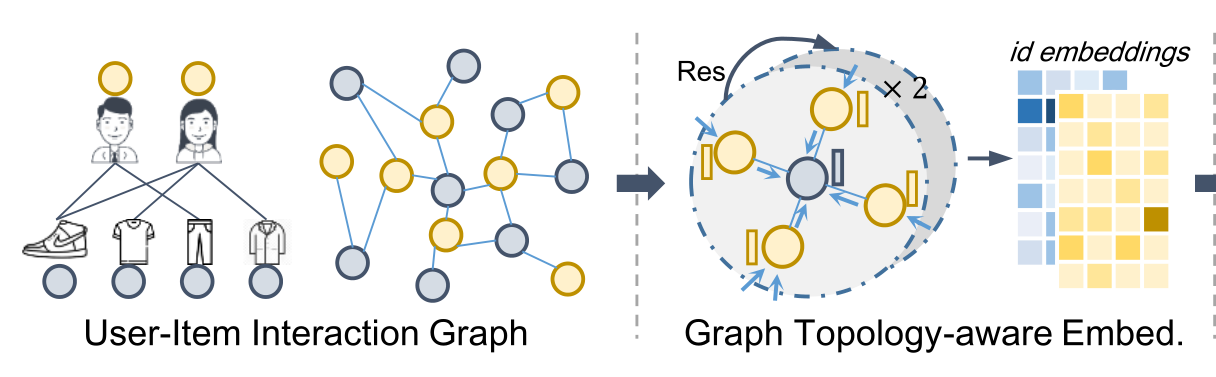 id embeddings
Res
× 2
User-Item Interaction Graph
Graph Topology-aware Embed.